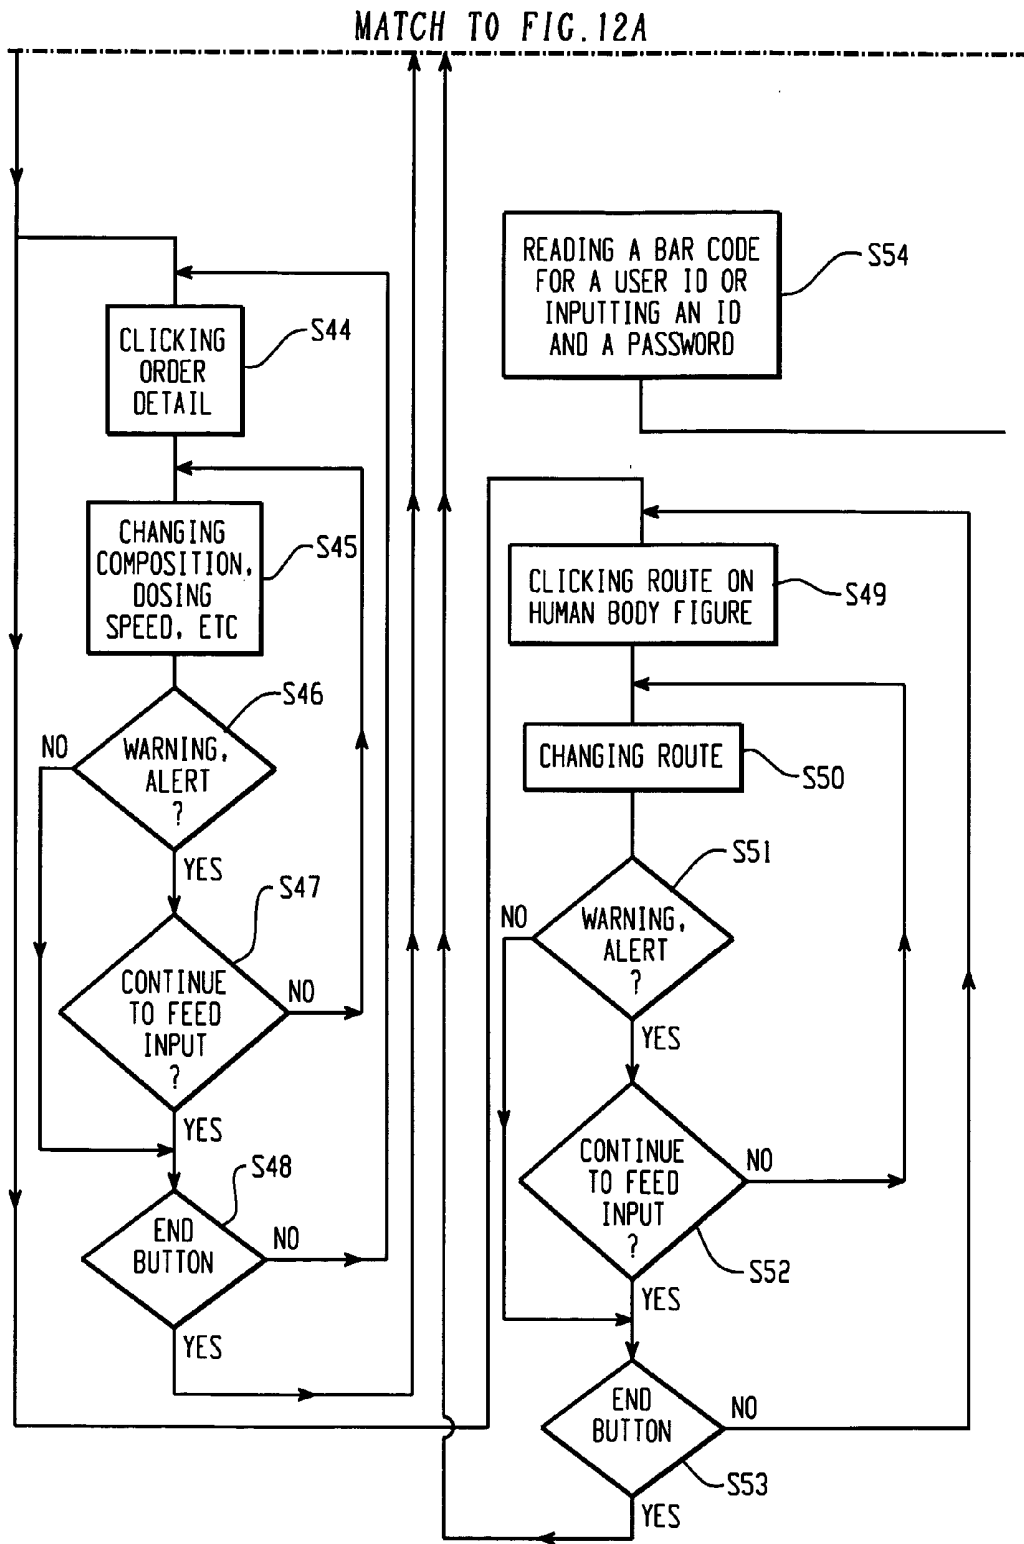 MATCH TO FIG.12A
CLICKING
ORDER
DETAIL
S44
CHANGING
COMPOSITION,
DOSING
SPEED, ETC
S45
S46
WARNING,
ALERT
?
NO
YES
S47
CONTINUE
TO FEED
INPUT
?
NO
YES
S48
END
BUTTON
NO
YES
READING A BAR CODE
FOR A USER ID OR
INPUTTING AN ID
AND A PASSWORD
S54
CLICKING ROUTE ON
HUMAN BODY FIGURE
S49
CHANGING ROUTE
S50
S51
WARNING,
ALERT
?
NO
YES
CONTINUE
TO FEED
INPUT
?
NO
S52
YES
END
BUTTON
NO
S53
YES